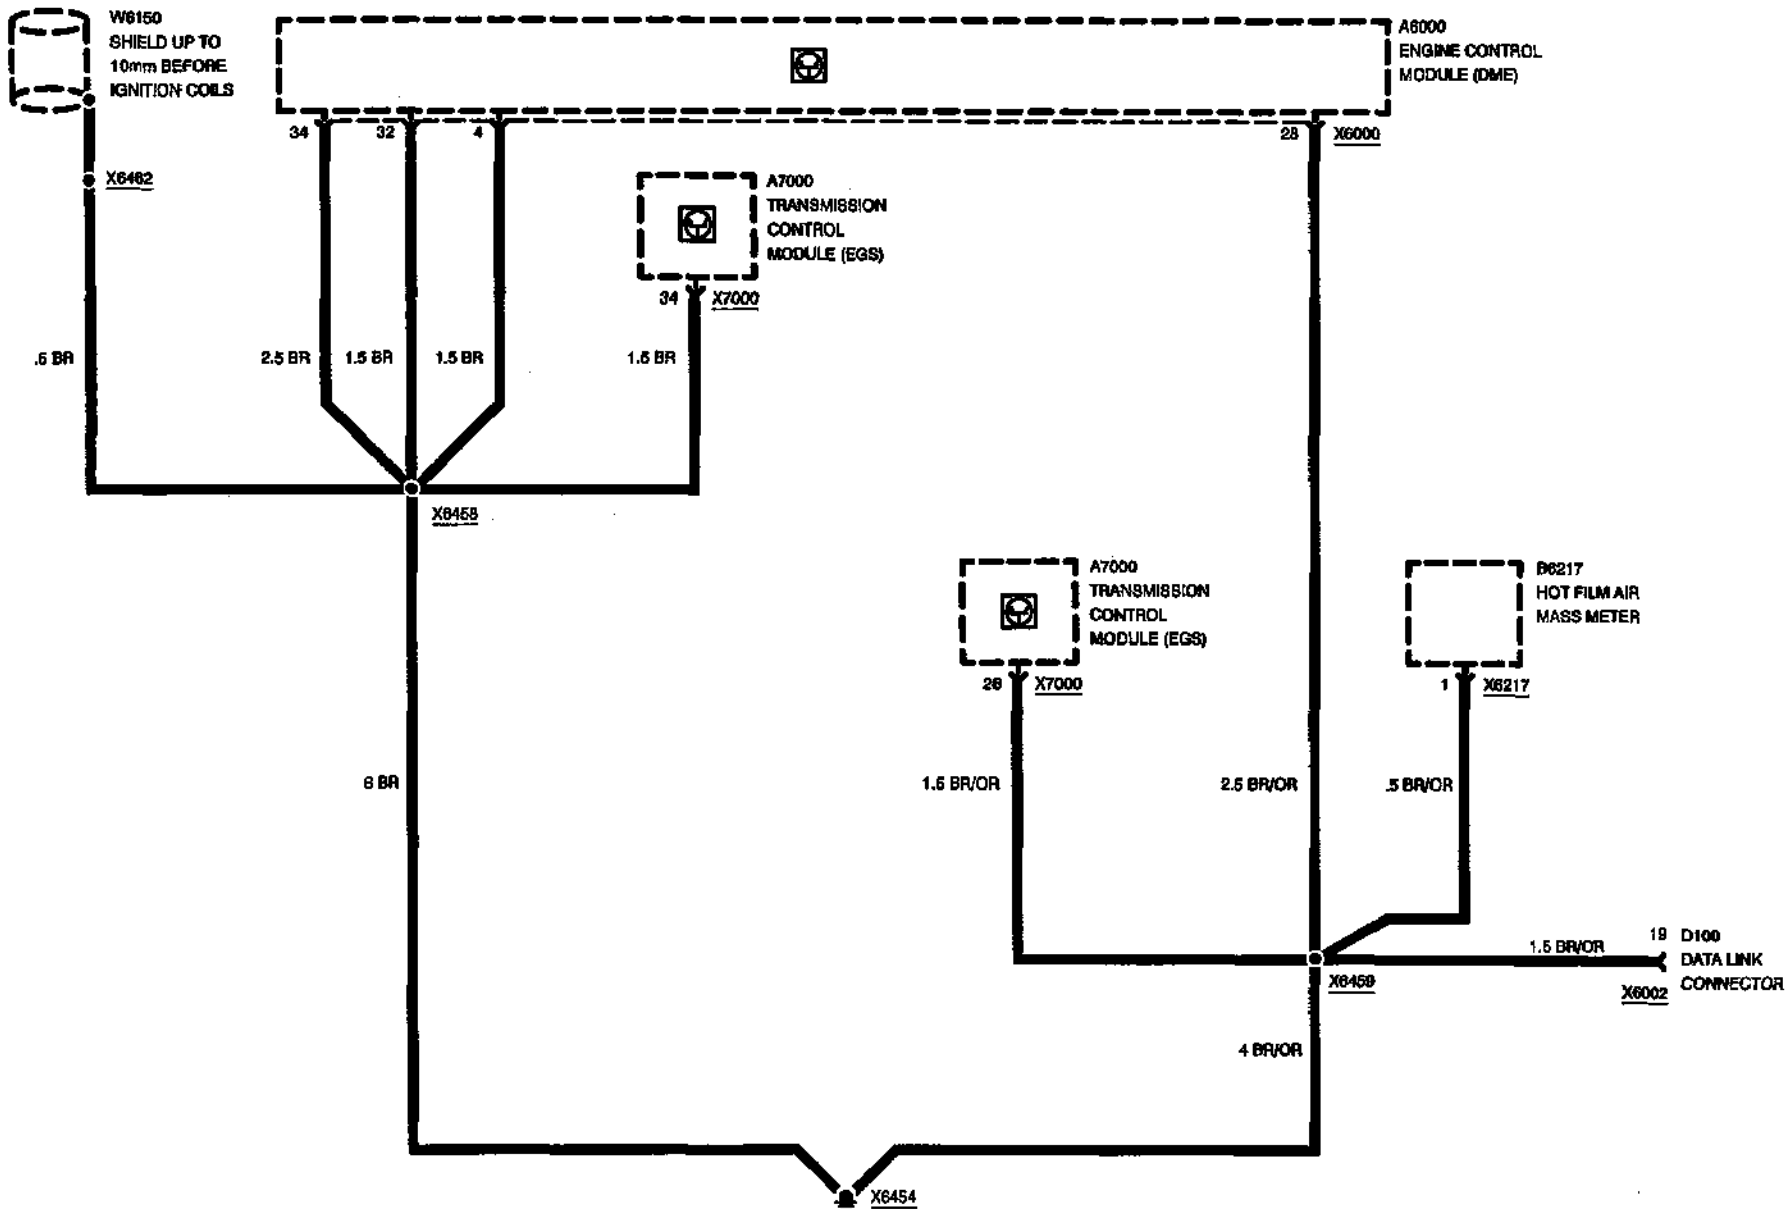 W6150
SHIELD UP TO
10mm BEFORE
IGNITION COILS
A6000
ENGINE CONTROL
MODULE (DME)
34
32
4
28
X6000
X6462
A7000
TRANSMISSION
CONTROL
MODULE (EGS)
34
X7000
.5 BR
2.5 BR
1.5 BR
1.5 BR
1.5 BR
X6458
A7000
TRANSMISSION
CONTROL
MODULE (EGS)
B6217
HOT FILM AIR
MASS METER
28
X7000
1
X6217
6 BR
1.5 BR/OR
2.5 BR/OR
.5 BR/OR
1.5 BR/OR
19
D100
DATA LINK
CONNECTOR
X6459
X6002
4 BR/OR
X6454